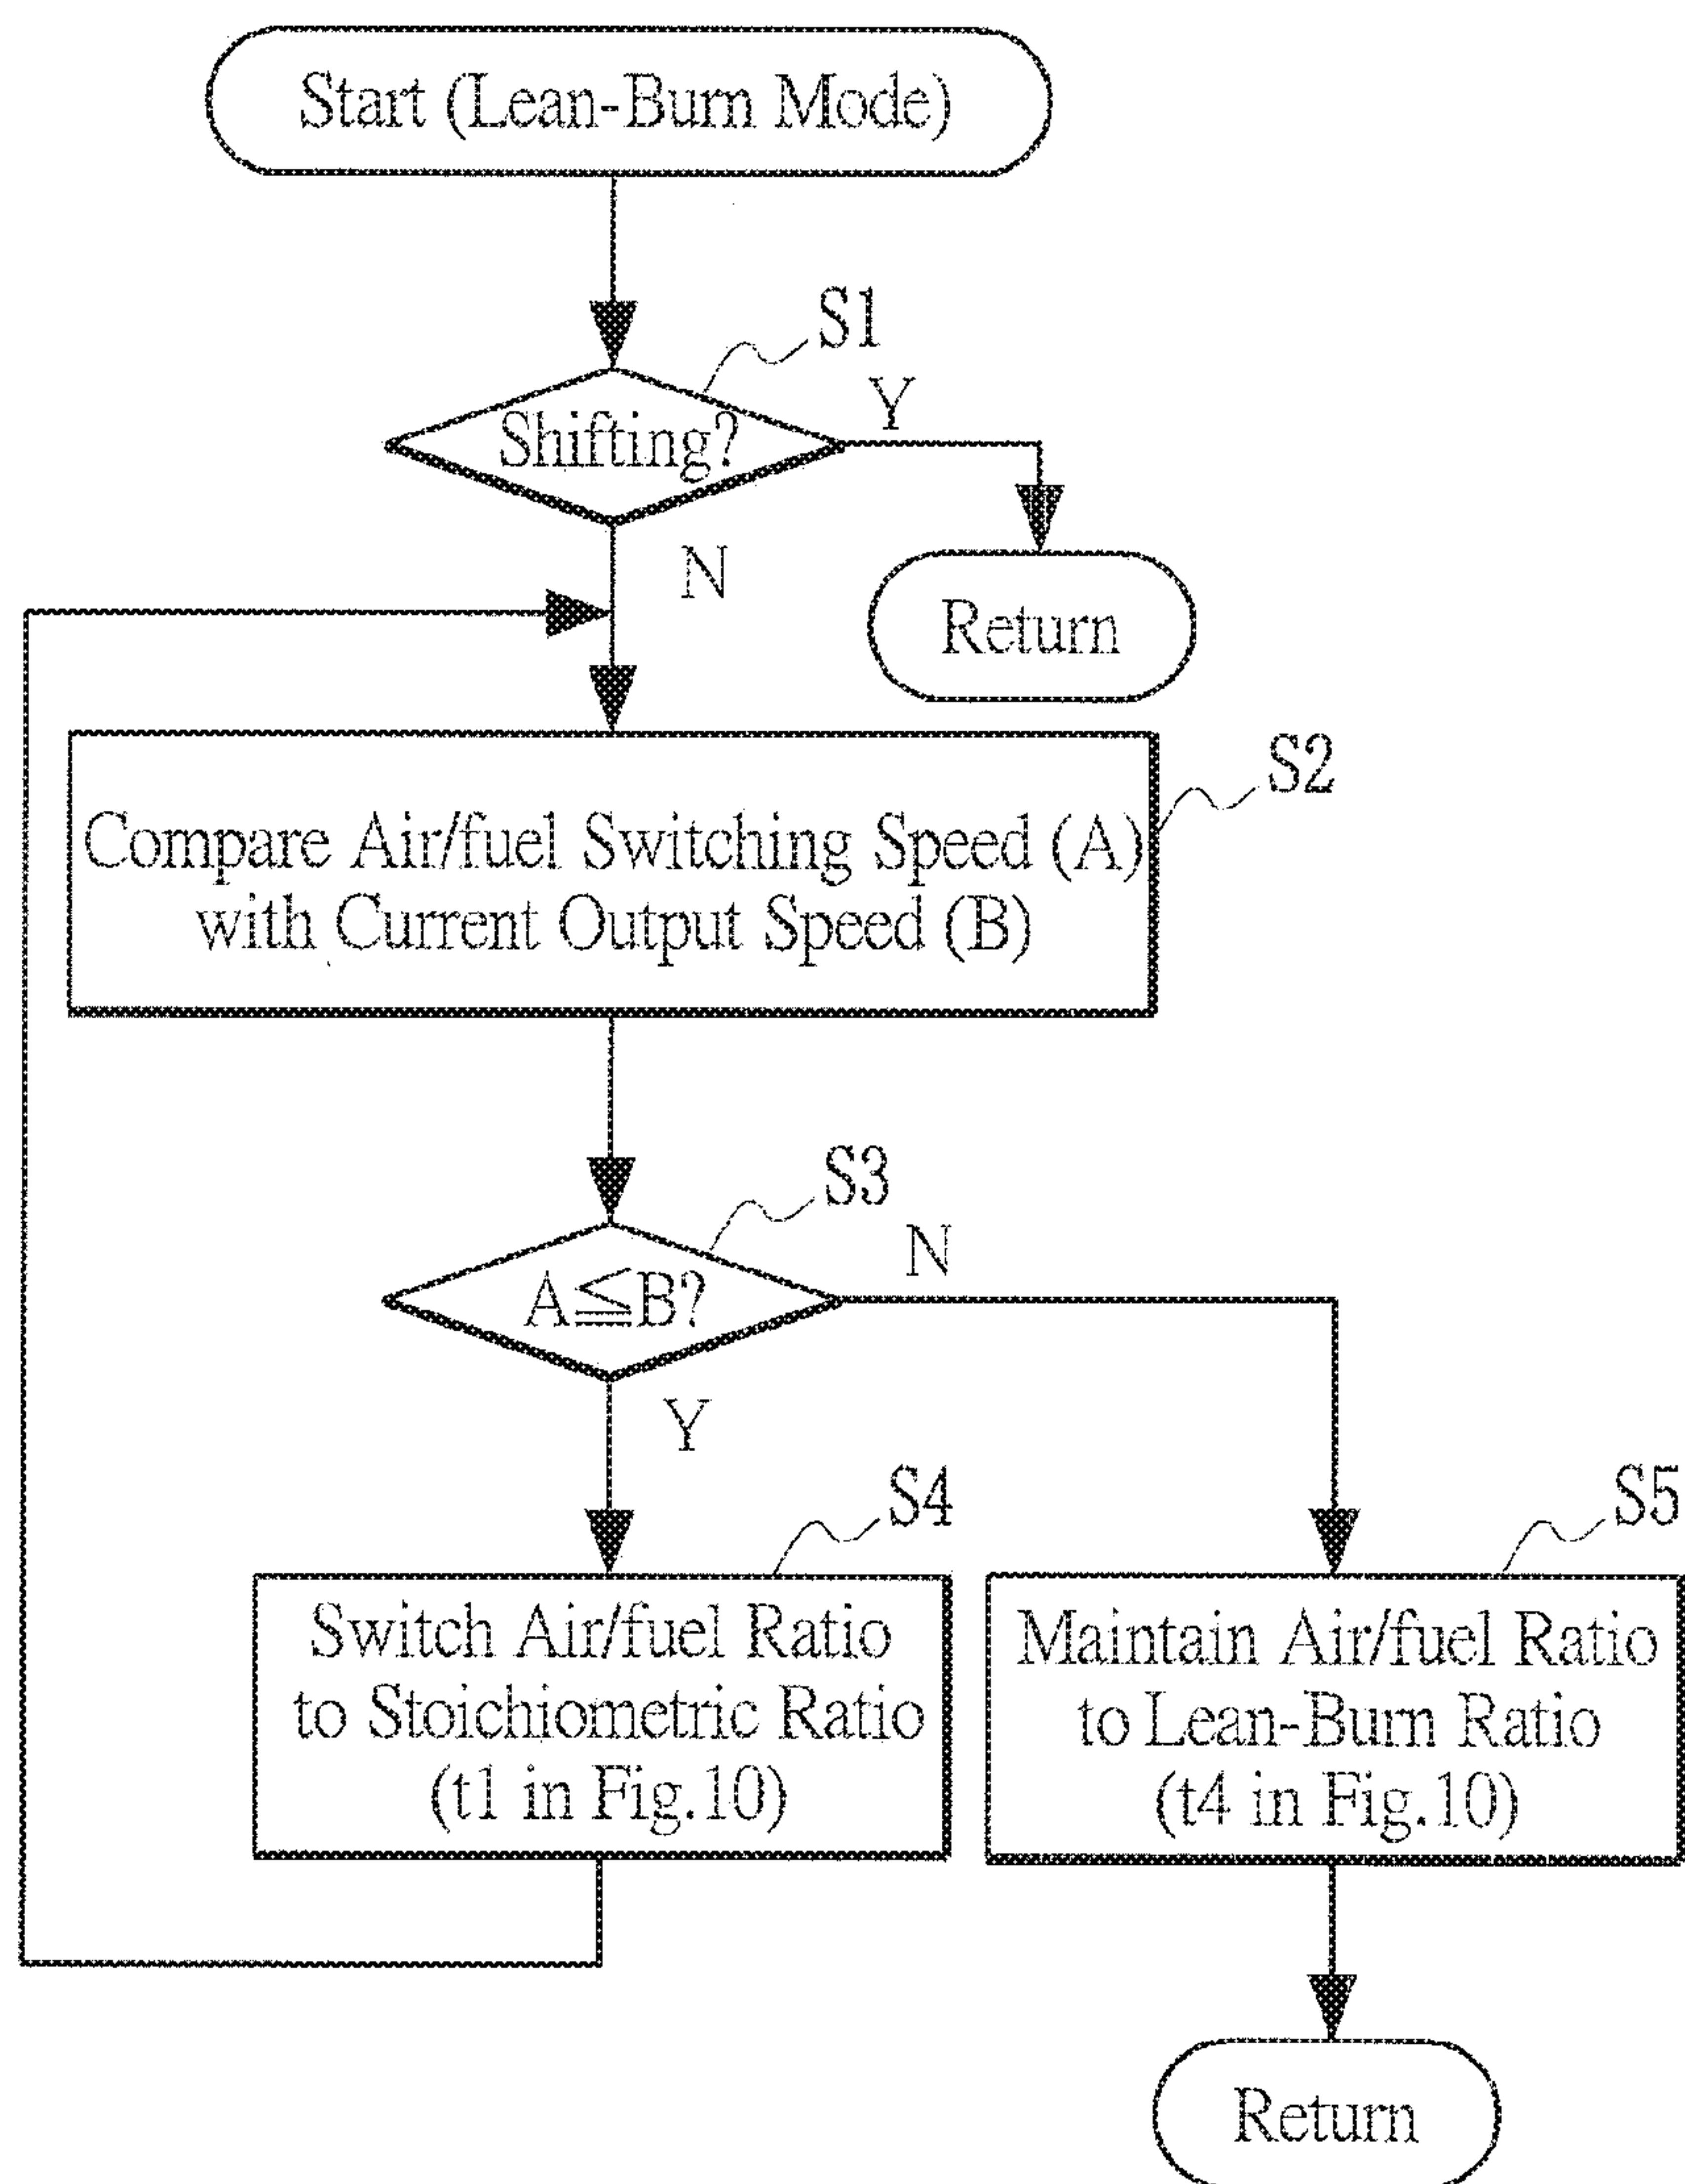 Start (Lean-Burn Mode)
S1
Shifting?
Y
N
Return
S2
Compare Air/fuel Switching Speed (A)
with Current Output Speed (B)
S3
A≦B?
N
Y
S4
Switch Air/fuel Ratio
to Stoichiometric Ratio
(t1 in Fig.10)
S5
Maintain Air/fuel Ratio
to Lean-Burn Ratio
(t4 in Fig.10)
Return